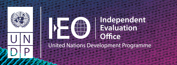 U N
D P
IEO
Independent
Evaluation
Office
United Nations Development Programme